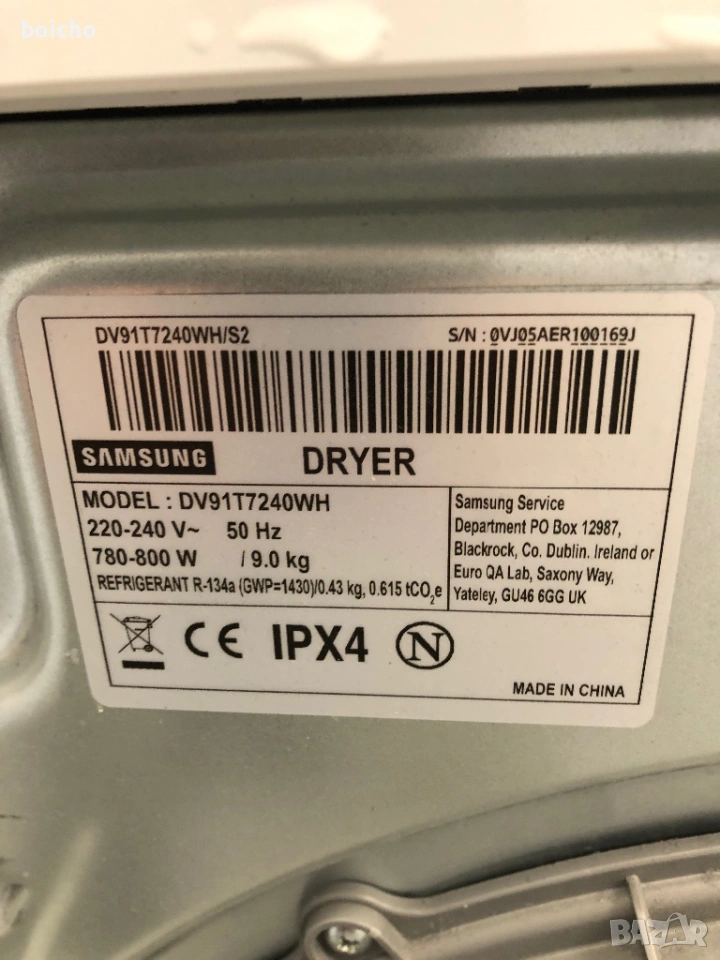 boicho
DV91T7240WH/S2
S/N : 0VJ05AER100169J
SAMSUNG
DRYER
MODEL : DV91T7240WH
220-240 V~ 50 Hz
780-800 W / 9.0 kg
REFRIGERANT R-134a (GWP=1430)/0.43 kg, 0.615 tCO₂e
Samsung Service
Department PO Box 12987,
Blackrock, Co. Dublin. Ireland or
Euro QA Lab, Saxony Way,
Yateley, GU46 6GG UK
CE IPX4 N
MADE IN CHINA
BAZAR